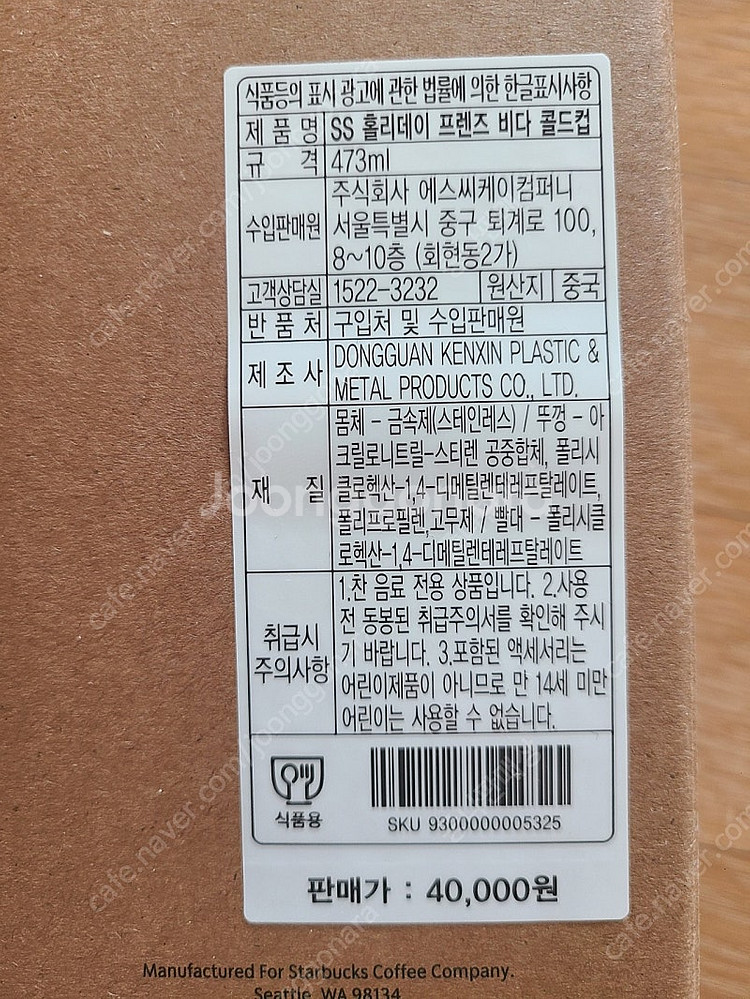 식품등의 표시 광고에 관한 법률에 의한 한글표시사항
제 품 명 SS 홀리데이 프렌즈 비다 콜드컵
규 격 473ml
수입판매원 주식회사 에스씨케이컴퍼니
서울특별시 중구 퇴계로 100,
8~10층 (회현동2가)
고객상담실 1522-3232 원산지 중국
반 품 처 구입처 및 수입판매원
제 조 사 DONGGUAN KENXIN PLASTIC &
METAL PRODUCTS CO., LTD.
재 질 몸체 - 금속제(스테인레스) / 뚜껑 - 아
크릴로니트릴-스티렌 공중합체, 폴리시
클로헥산-1,4-디메틸렌테레프탈레이트,
폴리프로필렌,고무제 / 빨대 - 폴리시클
로헥산-1,4-디메틸렌테레프탈레이트
취급시
주의사항
1.찬 음료 전용 상품입니다. 2.사용
전 동봉된 취급주의서를 확인해 주시
기 바랍니다. 3.포함된 액세서리는
어린이제품이 아니므로 만 14세 미만
어린이는 사용할 수 없습니다.
식품용
SKU 9300000005325
판매가 : 40,000원
Manufactured For Starbucks Coffee Company.
Seattle, WA 98134
Joonggonara
cafe.naver.com/joonggonara